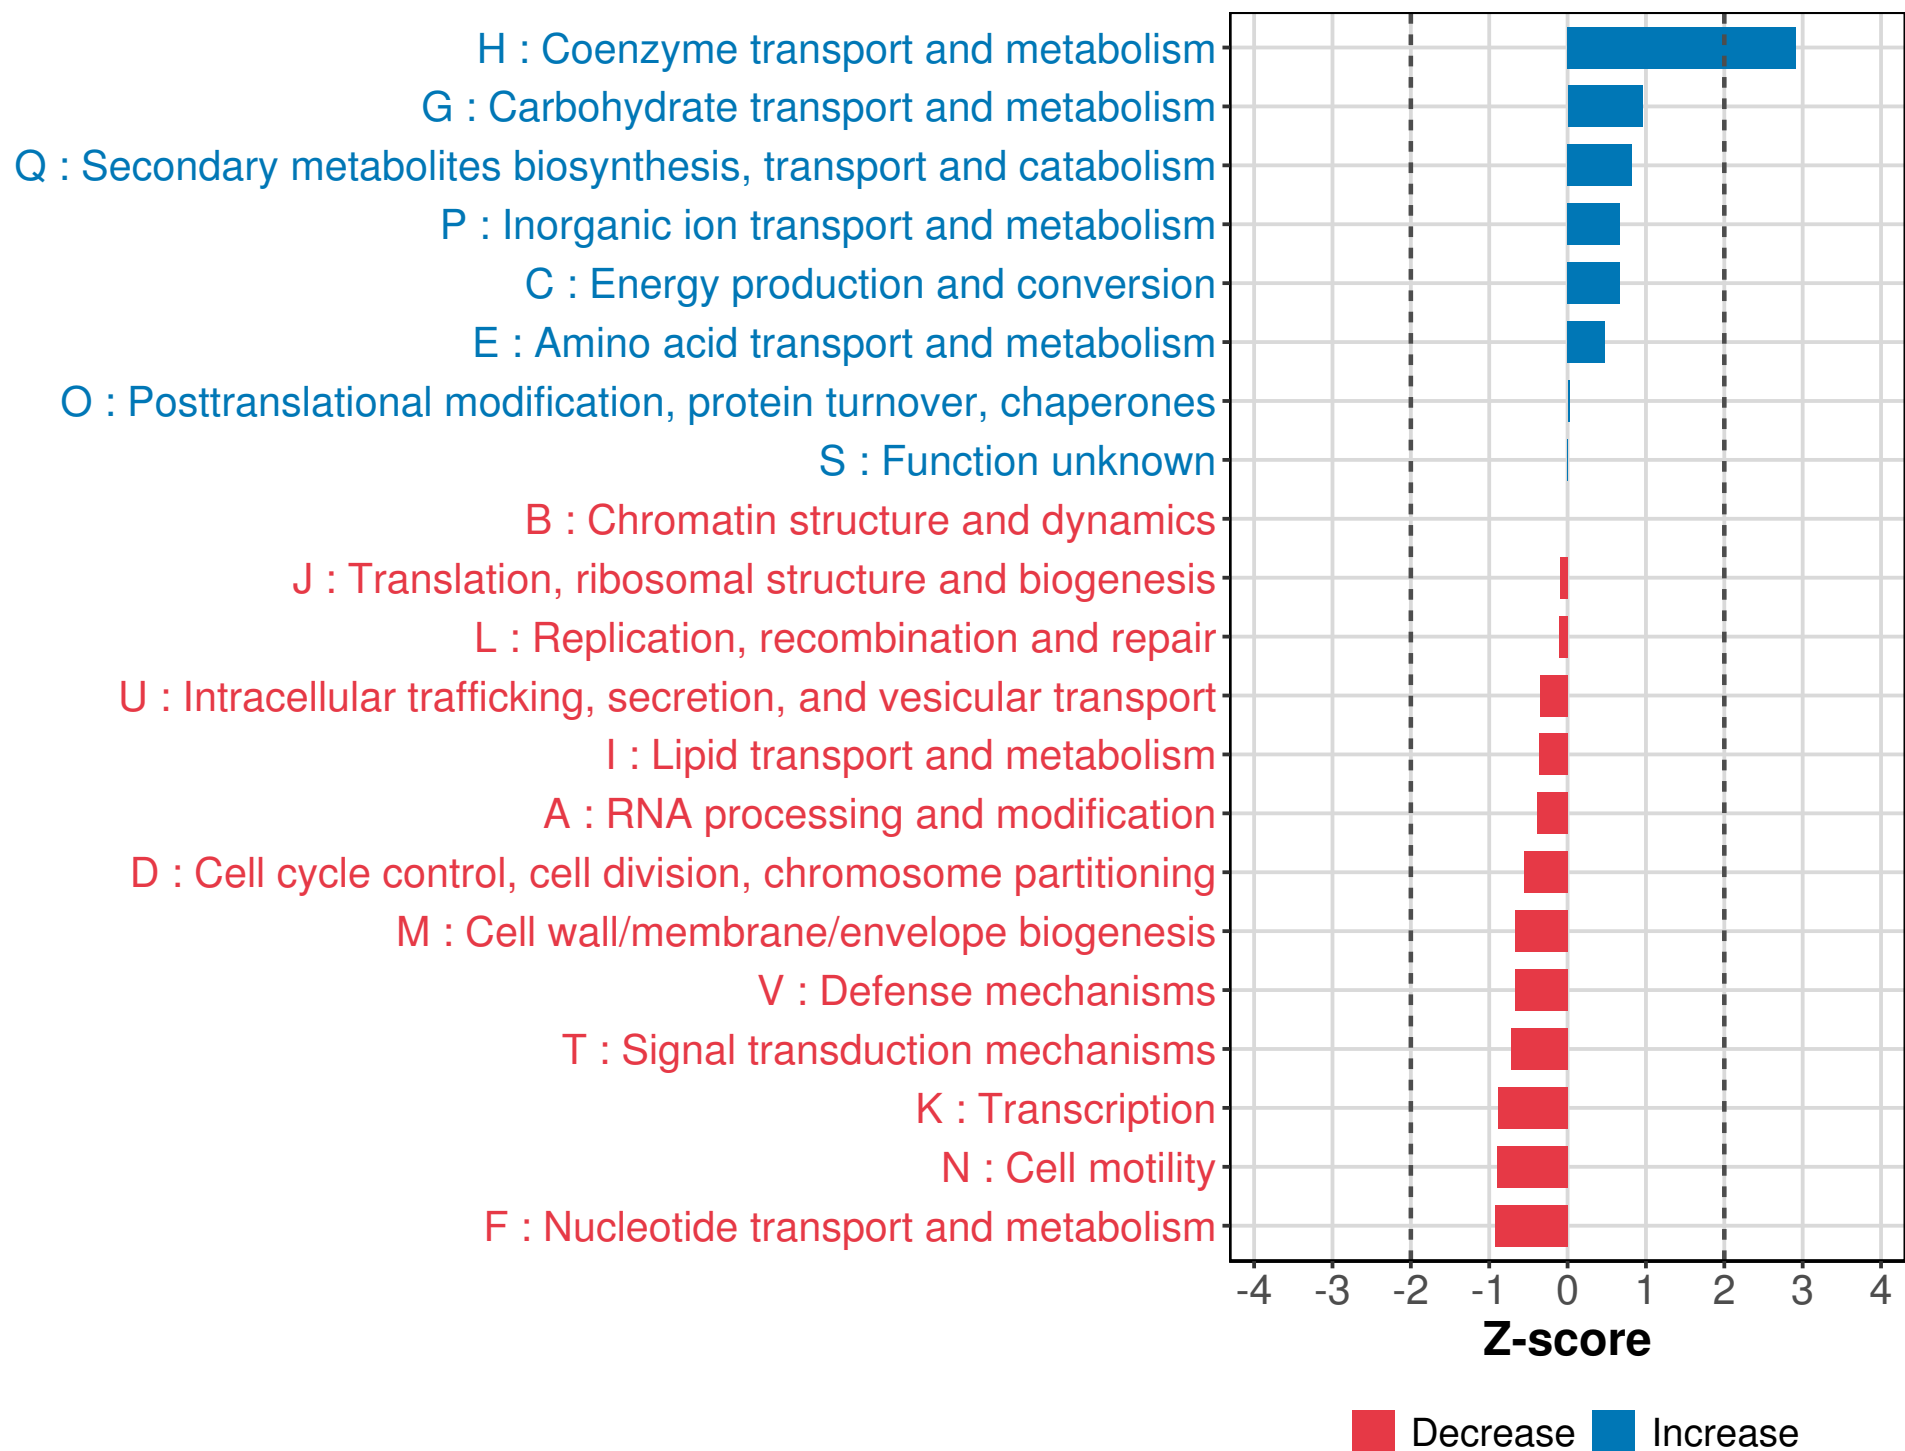 H : Coenzyme transport and metabolism
G : Carbohydrate transport and metabolism
Q : Secondary metabolites biosynthesis, transport and catabolism
P : Inorganic ion transport and metabolism
C : Energy production and conversion
E : Amino acid transport and metabolism
O : Posttranslational modification, protein turnover, chaperones
S : Function unknown
B : Chromatin structure and dynamics
J : Translation, ribosomal structure and biogenesis
L : Replication, recombination and repair
U : Intracellular trafficking, secretion, and vesicular transport
I : Lipid transport and metabolism
A : RNA processing and modification
D : Cell cycle control, cell division, chromosome partitioning
M : Cell wall/membrane/envelope biogenesis
V : Defense mechanisms
T : Signal transduction mechanisms
K : Transcription
N : Cell motility
F : Nucleotide transport and metabolism
-4 -3 -2 -1 0 1 2 3 4
Z-score
Decrease Increase